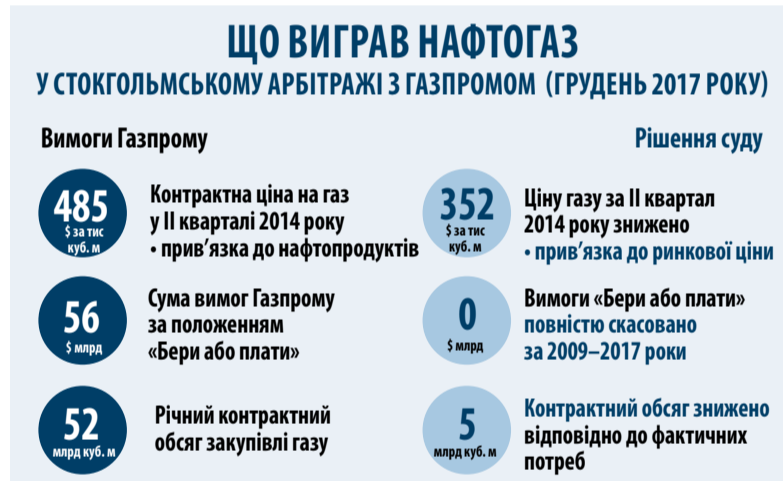 ЩО ВИГРАВ НАФТОГАЗ
У СТОКГОЛЬМСЬКОМУ АРБІТРАЖІ З ГАЗПРОМОМ (ГРУДЕНЬ 2017 РОКУ)
Вимоги Газпрому
Рішення суду
485
$ за тис
куб. м
Контрактна ціна на газ
у II кварталі 2014 року
• прив’язка до нафтопродуктів
352
$ за тис
куб. м
Ціну газу за II квартал
2014 року знижено
• прив’язка до ринкової ціни
56
$ млрд
Сума вимог Газпрому
за положенням
«Бери або плати»
0
$ млрд
Вимоги «Бери або плати»
повністю скасовано
за 2009–2017 роки
52
млрд куб. м
Річний контрактний
обсяг закупівлі газу
5
млрд куб. м
Контрактний обсяг знижено
відповідно до фактичних
потреб